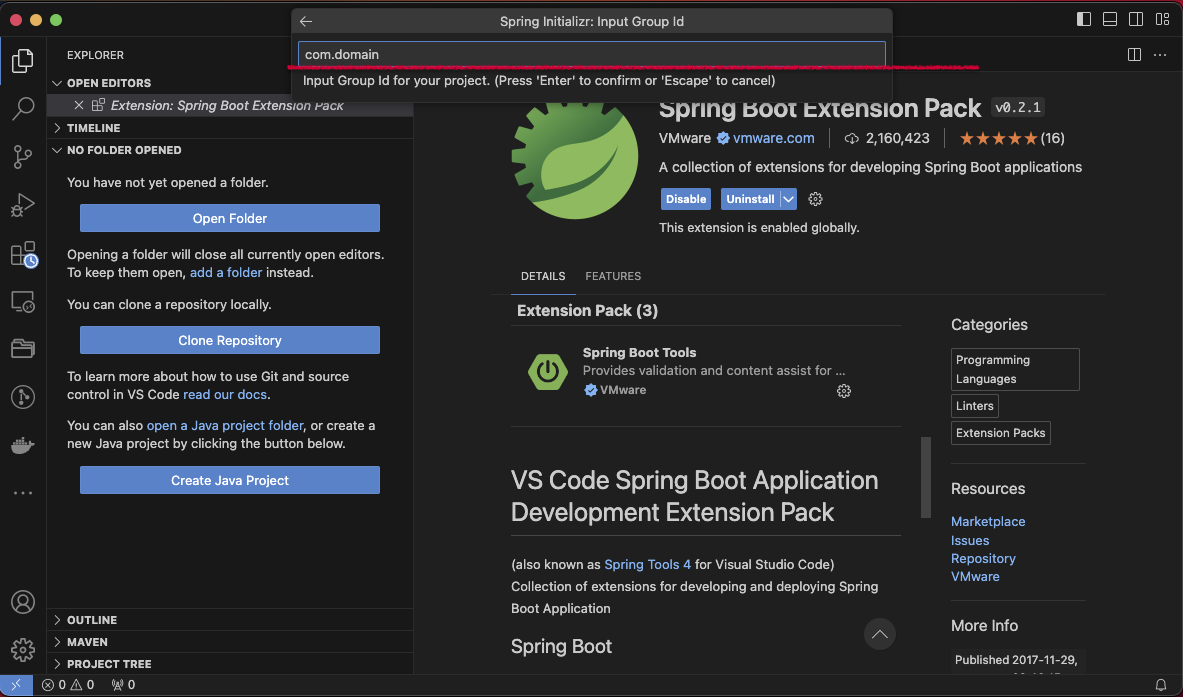 Spring Initializr: Input Group Id
com.domain
Input Group Id for your project. (Press 'Enter' to confirm or 'Escape' to cancel)
EXPLORER
OPEN EDITORS
Extension: Spring Boot Extension Pack
TIMELINE
NO FOLDER OPENED
You have not yet opened a folder.
Open Folder
Opening a folder will close all currently open editors.
To keep them open, add a folder instead.
You can clone a repository locally.
Clone Repository
To learn more about how to use Git and source
control in VS Code read our docs.
You can also open a Java project folder, or create a
new Java project by clicking the button below.
Create Java Project
OUTLINE
MAVEN
PROJECT TREE
Spring Boot Extension Pack v0.2.1
VMware vmware.com 2,160,423 (16)
A collection of extensions for developing Spring Boot applications
Disable Uninstall
This extension is enabled globally.
DETAILS FEATURES
Extension Pack (3)
Spring Boot Tools
Provides validation and content assist for ...
VMware
VS Code Spring Boot Application
Development Extension Pack
(also known as Spring Tools 4 for Visual Studio Code)
Collection of extensions for developing and deploying Spring
Boot Application
Spring Boot
Categories
Programming
Languages
Linters
Extension Packs
Resources
Marketplace
Issues
Repository
VMware
More Info
Published 2017-11-29,
0 0 0